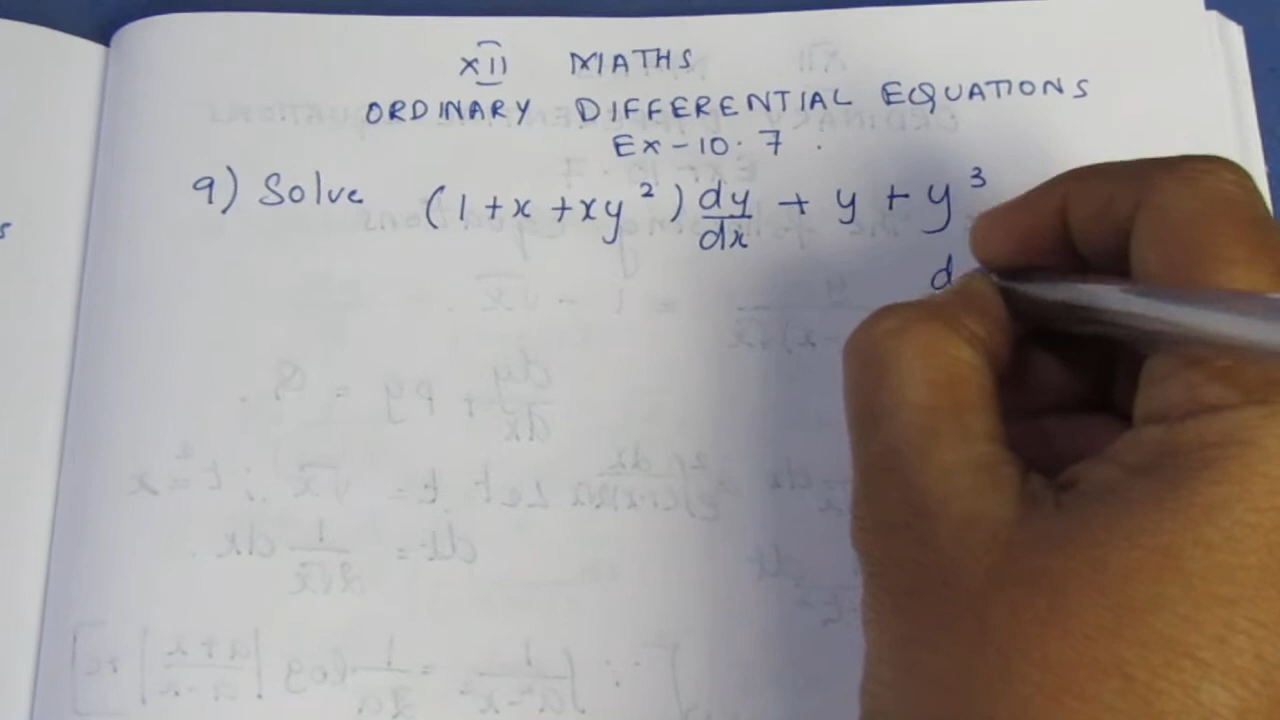 XII MATHS
ORDINARY DIFFERENTIAL EQUATIONS
Ex-10.7.
9) Solve (1+x+xy²) dy/dx + y + y³
d